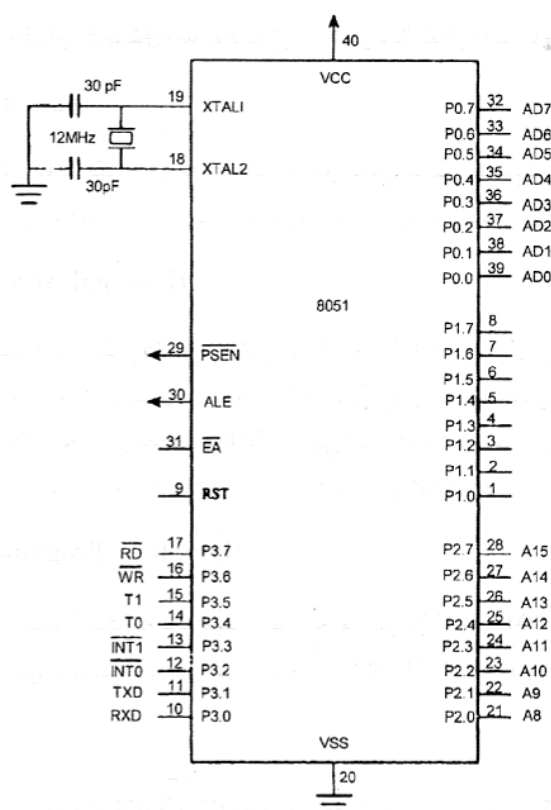 40
VCC
30 pF
19 XTAL1
12MHz
18 XTAL2
30pF
P0.7 32 AD7
P0.6 33 AD6
P0.5 34 AD5
P0.4 35 AD4
P0.3 36 AD3
P0.2 37 AD2
P0.1 38 AD1
P0.0 39 AD0
8051
29 PSEN
30 ALE
31 EA
9 RST
P1.7 8
P1.6 7
P1.5 6
P1.4 5
P1.3 4
P1.2 3
P1.1 2
P1.0 1
RD 17 P3.7
WR 16 P3.6
T1 15 P3.5
T0 14 P3.4
INT1 13 P3.3
INT0 12 P3.2
TXD 11 P3.1
RXD 10 P3.0
P2.7 28 A15
P2.6 27 A14
P2.5 26 A13
P2.4 25 A12
P2.3 24 A11
P2.2 23 A10
P2.1 22 A9
P2.0 21 A8
VSS
20